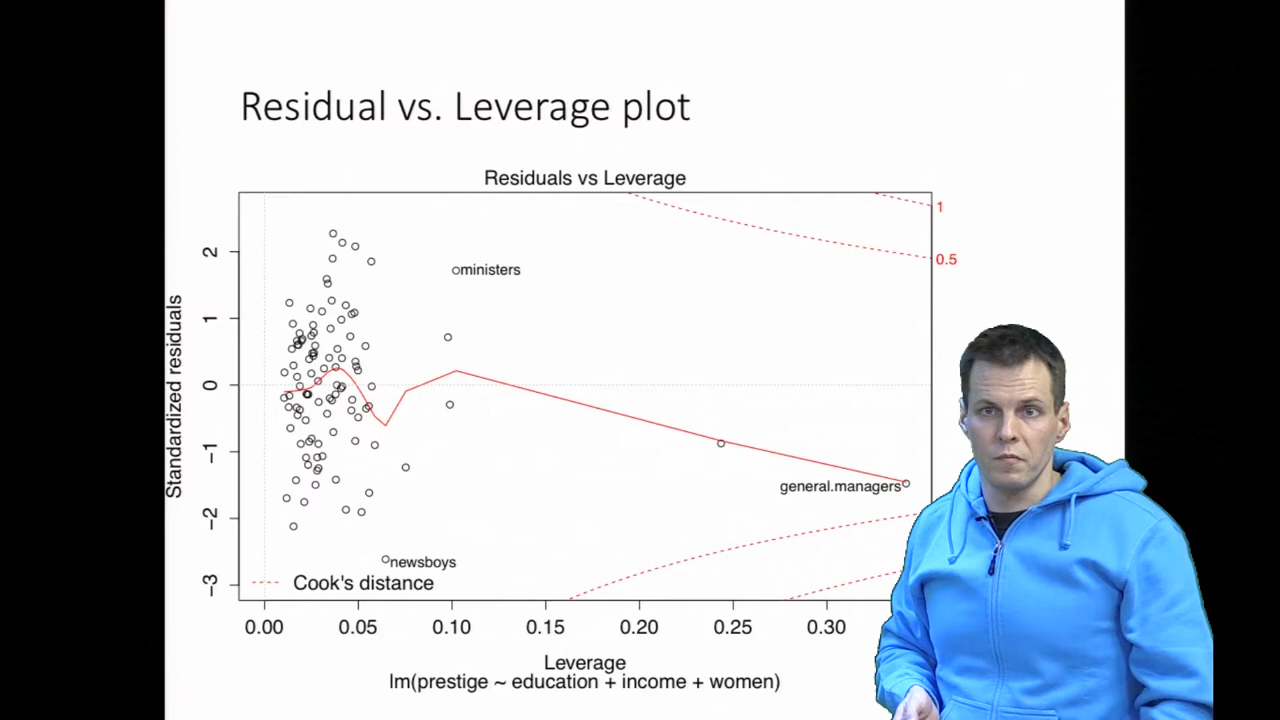 Residual vs. Leverage plot
Residuals vs Leverage
1
0.5
2
1
0
−1
−2
−3
Standardized residuals
ministers
general.managers
newsboys
Cook's distance
0.00 0.05 0.10 0.15 0.20 0.25 0.30
Leverage
lm(prestige ~ education + income + women)